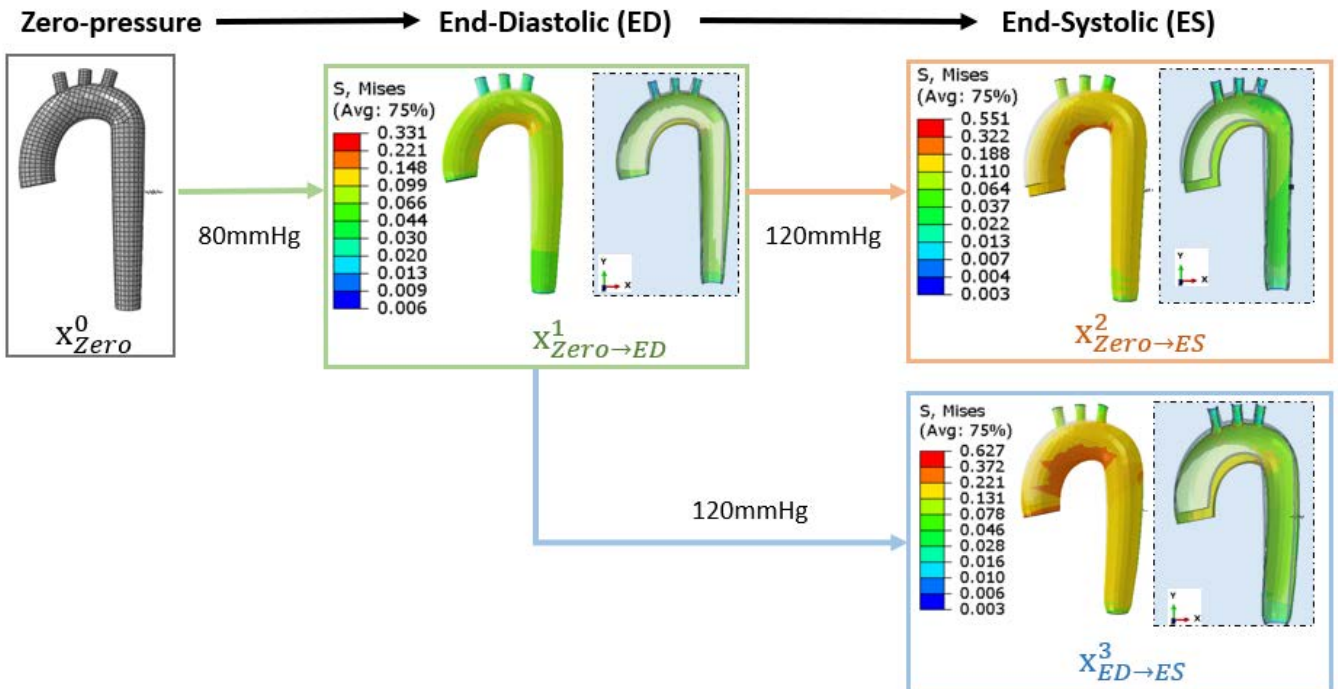 Zero-pressure
End-Diastolic (ED)
End-Systolic (ES)
X⁰_Zero
80mmHg
S, Mises
(Avg: 75%)
0.331
0.221
0.148
0.099
0.066
0.044
0.030
0.020
0.013
0.009
0.006
Y
X
X¹_Zero→ED
120mmHg
S, Mises
(Avg: 75%)
0.551
0.322
0.188
0.110
0.064
0.037
0.022
0.013
0.007
0.004
0.003
Y
X
X²_Zero→ES
120mmHg
S, Mises
(Avg: 75%)
0.627
0.372
0.221
0.131
0.078
0.046
0.028
0.016
0.010
0.006
0.003
Y
X
X³_ED→ES